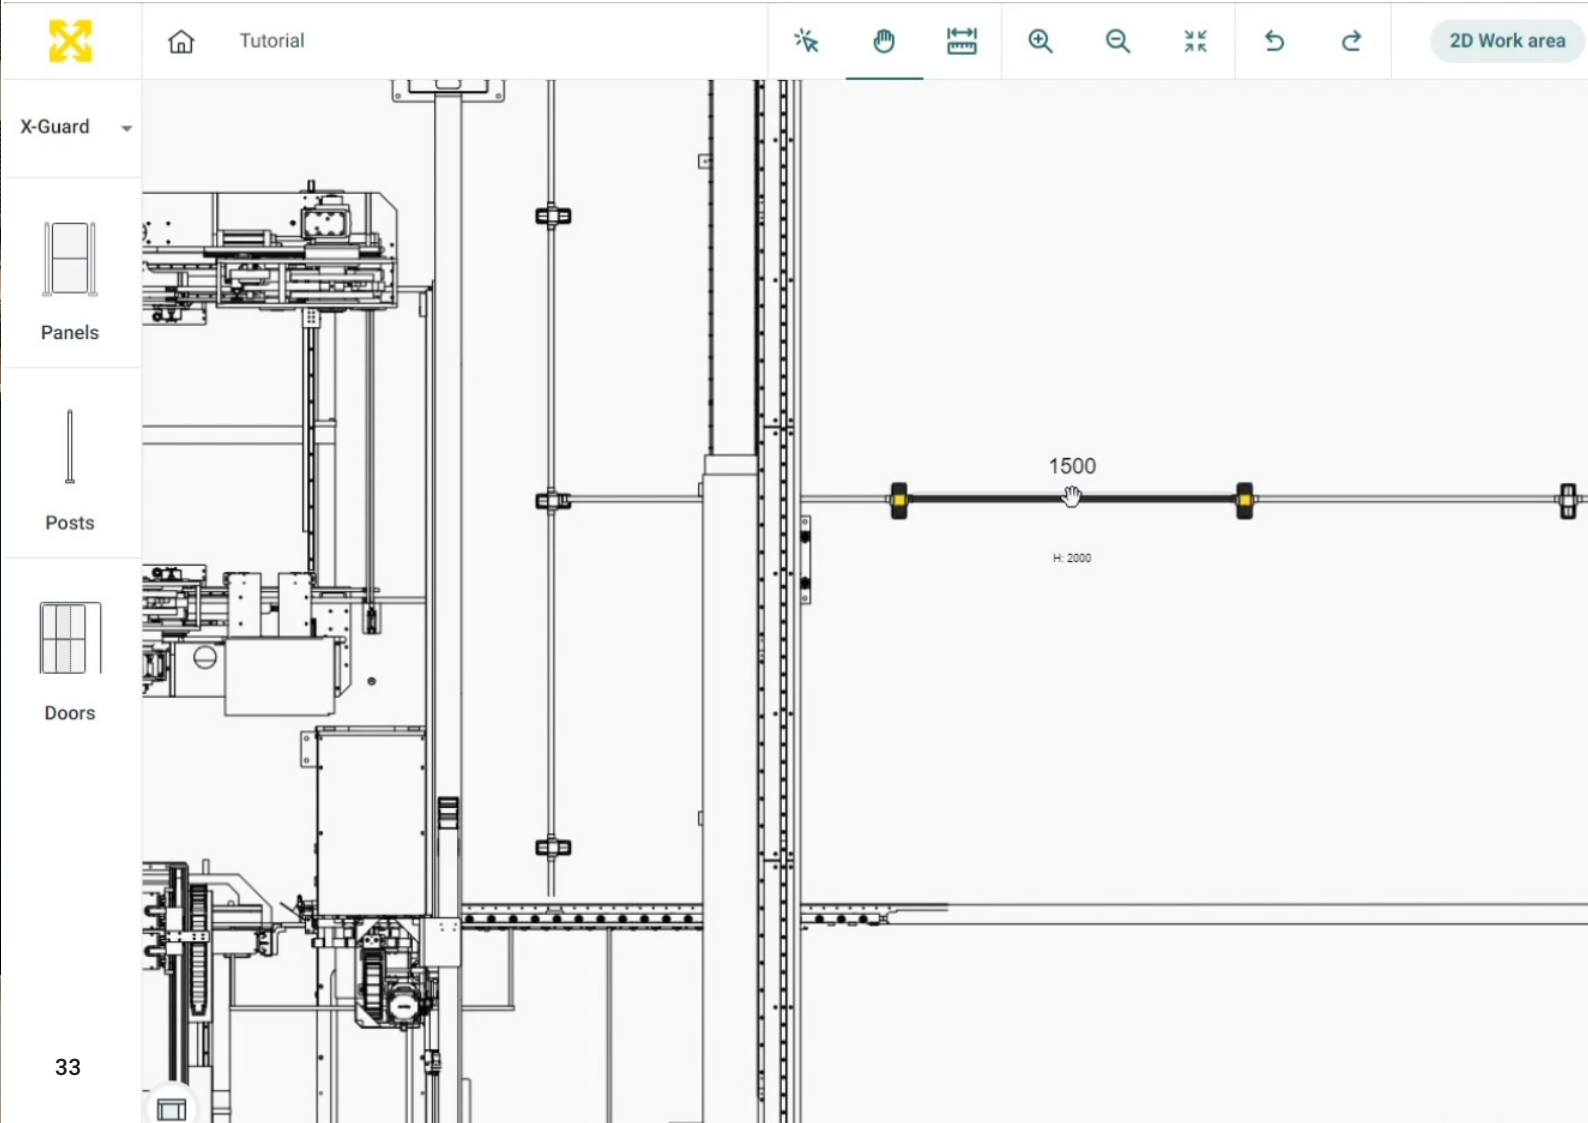 Tutorial
2D Work area
X-Guard
Panels
Posts
Doors
1500
H: 2000
33